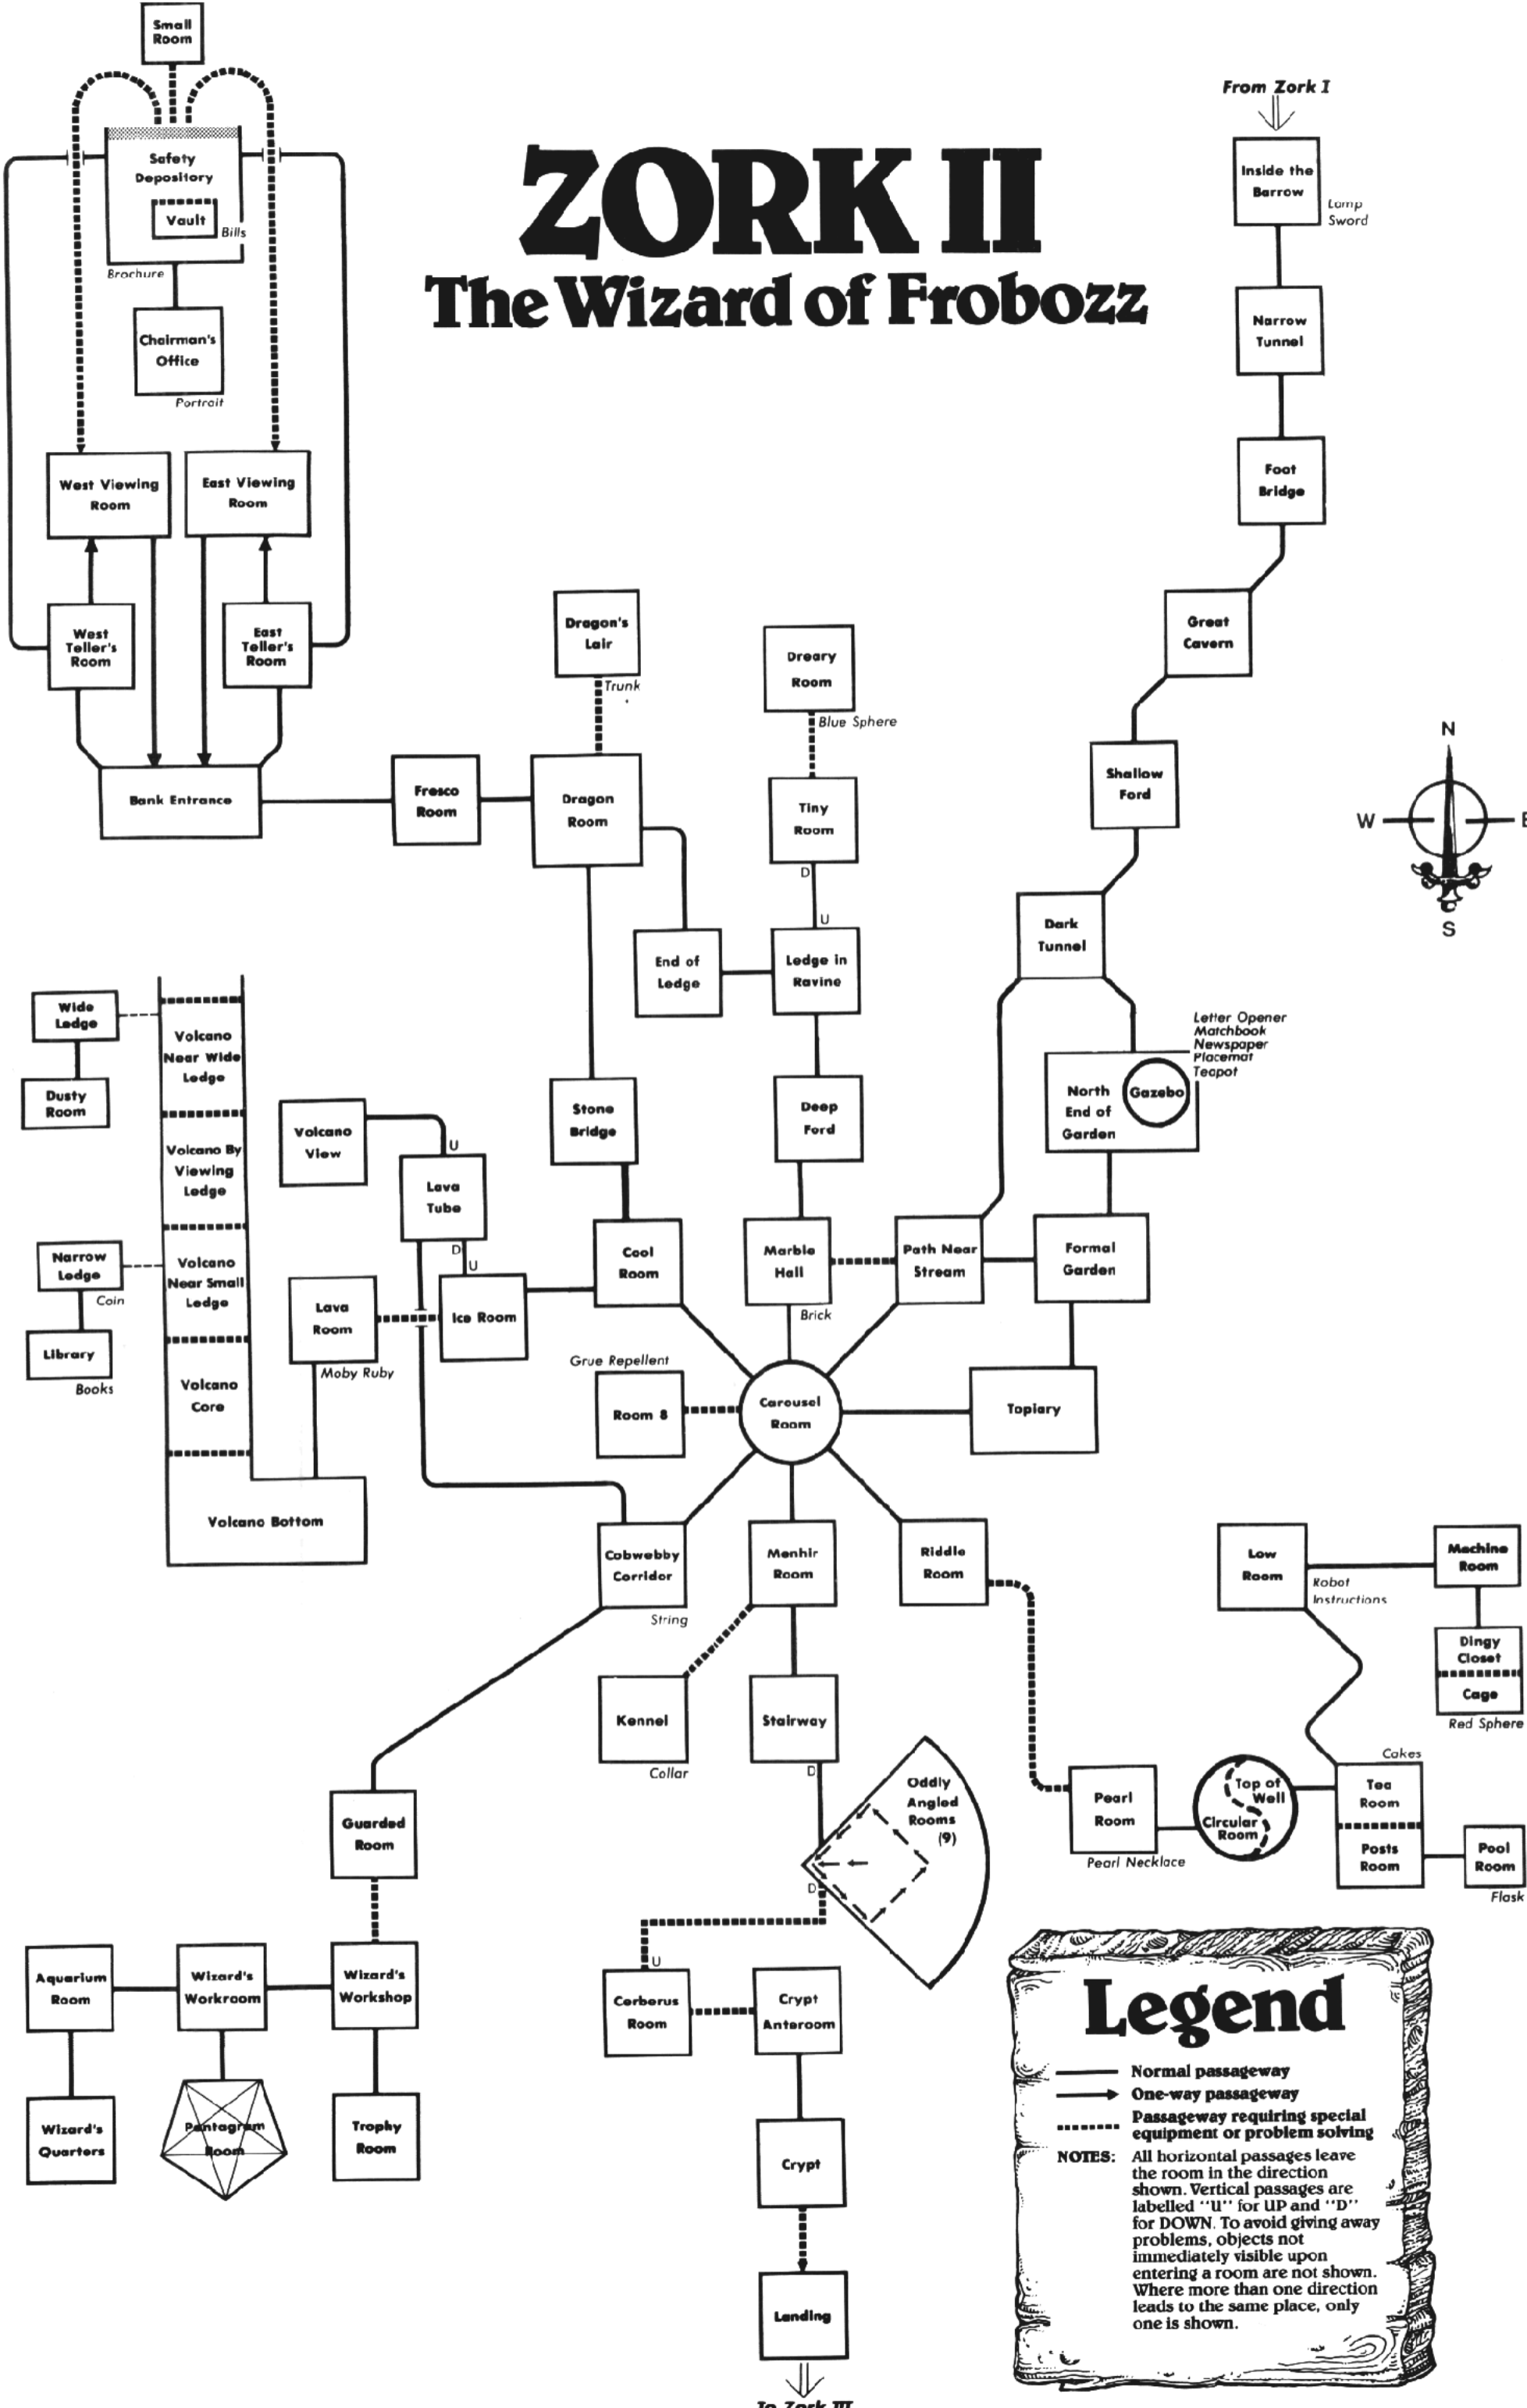 Small
Room
From Zork I
ZORK II
The Wizard of Frobozz
Safety
Depository
Vault
Bills
Brochure
Chairman's
Office
Portrait
Inside the
Barrow
Lamp
Sword
Narrow
Tunnel
Foot
Bridge
West Viewing
Room
East Viewing
Room
West
Teller's
Room
East
Teller's
Room
Bank Entrance
Fresco
Room
Dragon's
Lair
Trunk
Dragon
Room
Dreary
Room
Blue Sphere
Tiny
Room
D
U
End of
Ledge
Ledge in
Ravine
Great
Cavern
Shallow
Ford
Dark
Tunnel
N
W
E
S
Letter Opener
Matchbook
Newspaper
Placemat
Teapot
North
End of
Garden
Gazebo
Wide
Ledge
Dusty
Room
Volcano
Near Wide
Ledge
Volcano By
Viewing
Ledge
Narrow
Ledge
Coin
Library
Books
Volcano
Near Small
Ledge
Volcano
Core
Volcano Bottom
Volcano
View
U
Lava
Tube
D
U
Lava
Room
Moby Ruby
Ice Room
Stone
Bridge
Cool
Room
Deep
Ford
Marble
Hall
Brick
Path Near
Stream
Formal
Garden
Grue Repellent
Room 8
Carousel
Room
Topiary
Cobwebby
Corridor
String
Menhir
Room
Riddle
Room
Low
Room
Robot
Instructions
Machine
Room
Dingy
Closet
Cage
Red Sphere
Kennel
Collar
Stairway
D
Oddly
Angled
Rooms
(9)
D
Pearl
Room
Pearl Necklace
Top of
Well
Circular
Room
Cakes
Tea
Room
Posts
Room
Pool
Room
Flask
Guarded
Room
Aquarium
Room
Wizard's
Workroom
Wizard's
Workshop
Wizard's
Quarters
Pentagram
Room
Trophy
Room
U
Cerberus
Room
Crypt
Anteroom
Crypt
Landing
To Zork III
Legend
Normal passageway
One-way passageway
Passageway requiring special
equipment or problem solving
NOTES: All horizontal passages leave
the room in the direction
shown. Vertical passages are
labelled "U" for UP and "D"
for DOWN. To avoid giving away
problems, objects not
immediately visible upon
entering a room are not shown.
Where more than one direction
leads to the same place, only
one is shown.